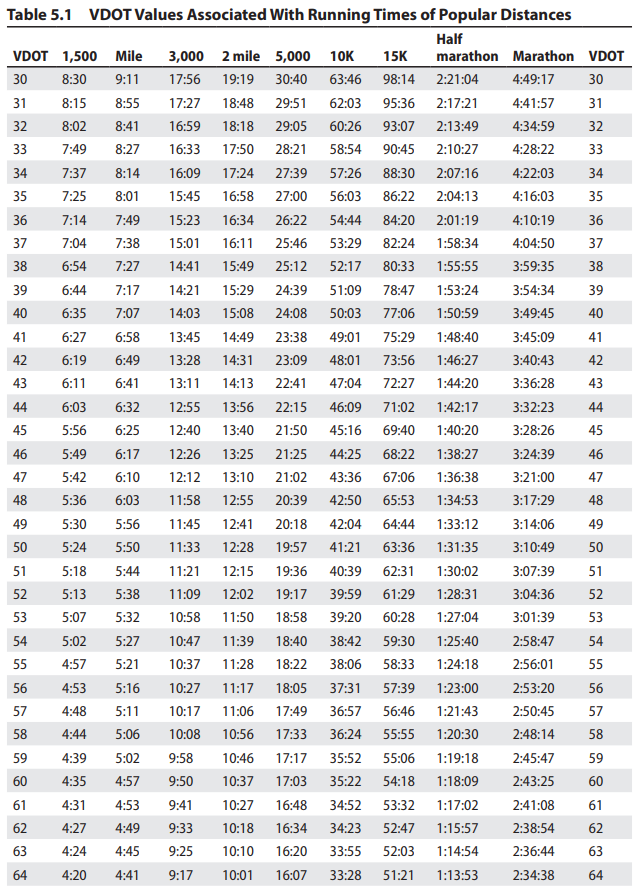 Table 5.1 VDOT Values Associated With Running Times of Popular Distances
Half
VDOT 1,500 Mile 3,000 2 mile 5,000 10K 15K marathon Marathon VDOT
30 8:30 9:11 17:56 19:19 30:40 63:46 98:14 2:21:04 4:49:17 30
31 8:15 8:55 17:27 18:48 29:51 62:03 95:36 2:17:21 4:41:57 31
32 8:02 8:41 16:59 18:18 29:05 60:26 93:07 2:13:49 4:34:59 32
33 7:49 8:27 16:33 17:50 28:21 58:54 90:45 2:10:27 4:28:22 33
34 7:37 8:14 16:09 17:24 27:39 57:26 88:30 2:07:16 4:22:03 34
35 7:25 8:01 15:45 16:58 27:00 56:03 86:22 2:04:13 4:16:03 35
36 7:14 7:49 15:23 16:34 26:22 54:44 84:20 2:01:19 4:10:19 36
37 7:04 7:38 15:01 16:11 25:46 53:29 82:24 1:58:34 4:04:50 37
38 6:54 7:27 14:41 15:49 25:12 52:17 80:33 1:55:55 3:59:35 38
39 6:44 7:17 14:21 15:29 24:39 51:09 78:47 1:53:24 3:54:34 39
40 6:35 7:07 14:03 15:08 24:08 50:03 77:06 1:50:59 3:49:45 40
41 6:27 6:58 13:45 14:49 23:38 49:01 75:29 1:48:40 3:45:09 41
42 6:19 6:49 13:28 14:31 23:09 48:01 73:56 1:46:27 3:40:43 42
43 6:11 6:41 13:11 14:13 22:41 47:04 72:27 1:44:20 3:36:28 43
44 6:03 6:32 12:55 13:56 22:15 46:09 71:02 1:42:17 3:32:23 44
45 5:56 6:25 12:40 13:40 21:50 45:16 69:40 1:40:20 3:28:26 45
46 5:49 6:17 12:26 13:25 21:25 44:25 68:22 1:38:27 3:24:39 46
47 5:42 6:10 12:12 13:10 21:02 43:36 67:06 1:36:38 3:21:00 47
48 5:36 6:03 11:58 12:55 20:39 42:50 65:53 1:34:53 3:17:29 48
49 5:30 5:56 11:45 12:41 20:18 42:04 64:44 1:33:12 3:14:06 49
50 5:24 5:50 11:33 12:28 19:57 41:21 63:36 1:31:35 3:10:49 50
51 5:18 5:44 11:21 12:15 19:36 40:39 62:31 1:30:02 3:07:39 51
52 5:13 5:38 11:09 12:02 19:17 39:59 61:29 1:28:31 3:04:36 52
53 5:07 5:32 10:58 11:50 18:58 39:20 60:28 1:27:04 3:01:39 53
54 5:02 5:27 10:47 11:39 18:40 38:42 59:30 1:25:40 2:58:47 54
55 4:57 5:21 10:37 11:28 18:22 38:06 58:33 1:24:18 2:56:01 55
56 4:53 5:16 10:27 11:17 18:05 37:31 57:39 1:23:00 2:53:20 56
57 4:48 5:11 10:17 11:06 17:49 36:57 56:46 1:21:43 2:50:45 57
58 4:44 5:06 10:08 10:56 17:33 36:24 55:55 1:20:30 2:48:14 58
59 4:39 5:02 9:58 10:46 17:17 35:52 55:06 1:19:18 2:45:47 59
60 4:35 4:57 9:50 10:37 17:03 35:22 54:18 1:18:09 2:43:25 60
61 4:31 4:53 9:41 10:27 16:48 34:52 53:32 1:17:02 2:41:08 61
62 4:27 4:49 9:33 10:18 16:34 34:23 52:47 1:15:57 2:38:54 62
63 4:24 4:45 9:25 10:10 16:20 33:55 52:03 1:14:54 2:36:44 63
64 4:20 4:41 9:17 10:01 16:07 33:28 51:21 1:13:53 2:34:38 64